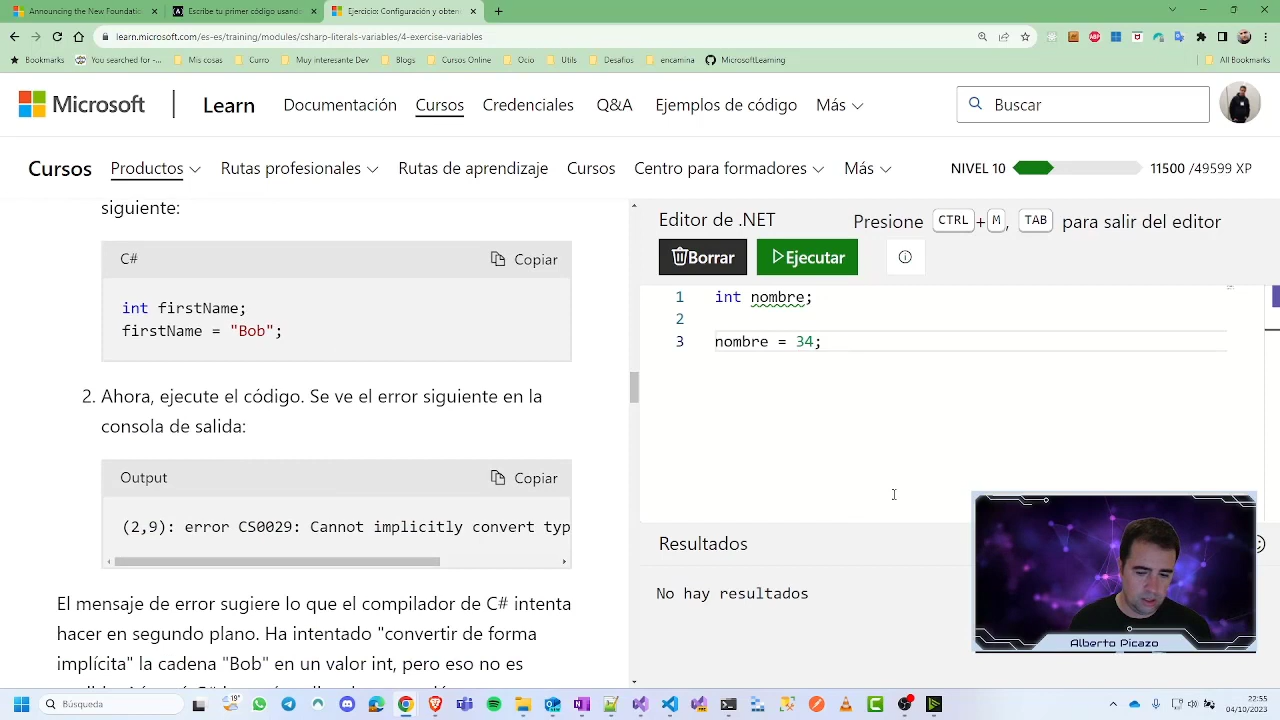 Announcing the New Foundatic
Escribe tu primer código usando
Ejercicio: Configuración y obten
learn.microsoft.com/es-es/training/modules/csharp-literals-variables/4-exercise-variables
Bookmarks
You searched for -...
Mis cosas
Curro
Muy interesante Dev
Blogs
Cursos Online
Ocio
Utils
Desafios
encamina
MicrosoftLearning
All Bookmarks
Microsoft
Learn
Documentación
Cursos
Credenciales
Q&A
Ejemplos de código
Más
Buscar
Cursos
Productos
Rutas profesionales
Rutas de aprendizaje
Cursos
Centro para formadores
Más
NIVEL 10
11500 /49599 XP
siguiente:
C#
Copiar
int firstName;
firstName = "Bob";
2. Ahora, ejecute el código. Se ve el error siguiente en la
consola de salida:
Output
Copiar
(2,9): error CS0029: Cannot implicitly convert typ
El mensaje de error sugiere lo que el compilador de C# intenta
hacer en segundo plano. Ha intentado "convertir de forma
implícita" la cadena "Bob" en un valor int, pero eso no es
Editor de .NET
Presione CTRL + M, TAB para salir del editor
Borrar
Ejecutar
1 int nombre;
2
3 nombre = 34;
Resultados
No hay resultados
Alberto Picazo
Búsqueda
19°
22:55
04/10/2023